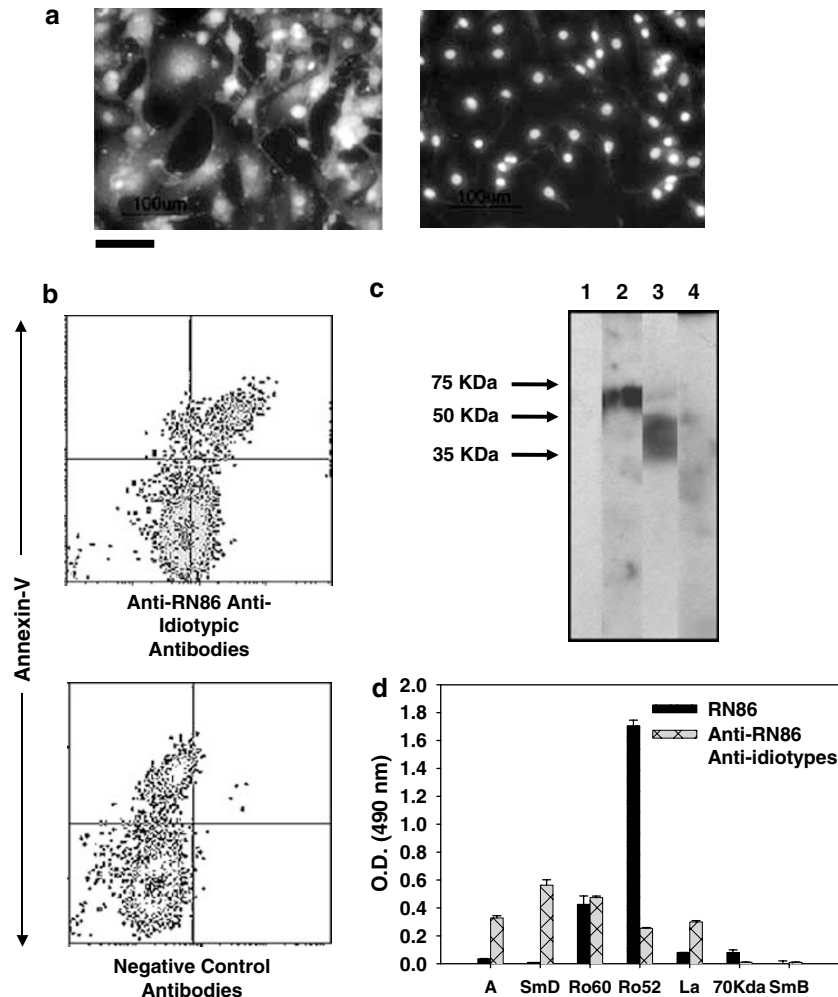 a
100um
100um
b
Annexin-V
Anti-RN86 Anti-
Idiotypic
Antibodies
Negative Control
Antibodies
c
1 2 3 4
75 KDa
50 KDa
35 KDa
d
O.D. (490 nm)
2.0
1.8
1.6
1.4
1.2
1.0
0.8
0.6
0.4
0.2
0.0
RN86
Anti-RN86
Anti-idiotypes
A SmD Ro60 Ro52 La 70Kda SmB